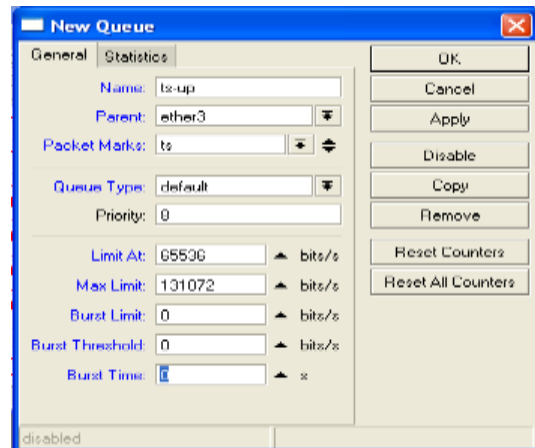 New Queue
General Statistics
Name: ts-up
Parent: ether3
Packet Marks: ts
Queue Type: default
Priority: 8
Limit At: 65536 bits/s
Max Limit: 131072 bits/s
Burst Limit: 0 bits/s
Burst Threshold: 0 bits/s
Burst Time: 0 s
OK
Cancel
Apply
Disable
Copy
Remove
Reset Counters
Reset All Counters
disabled